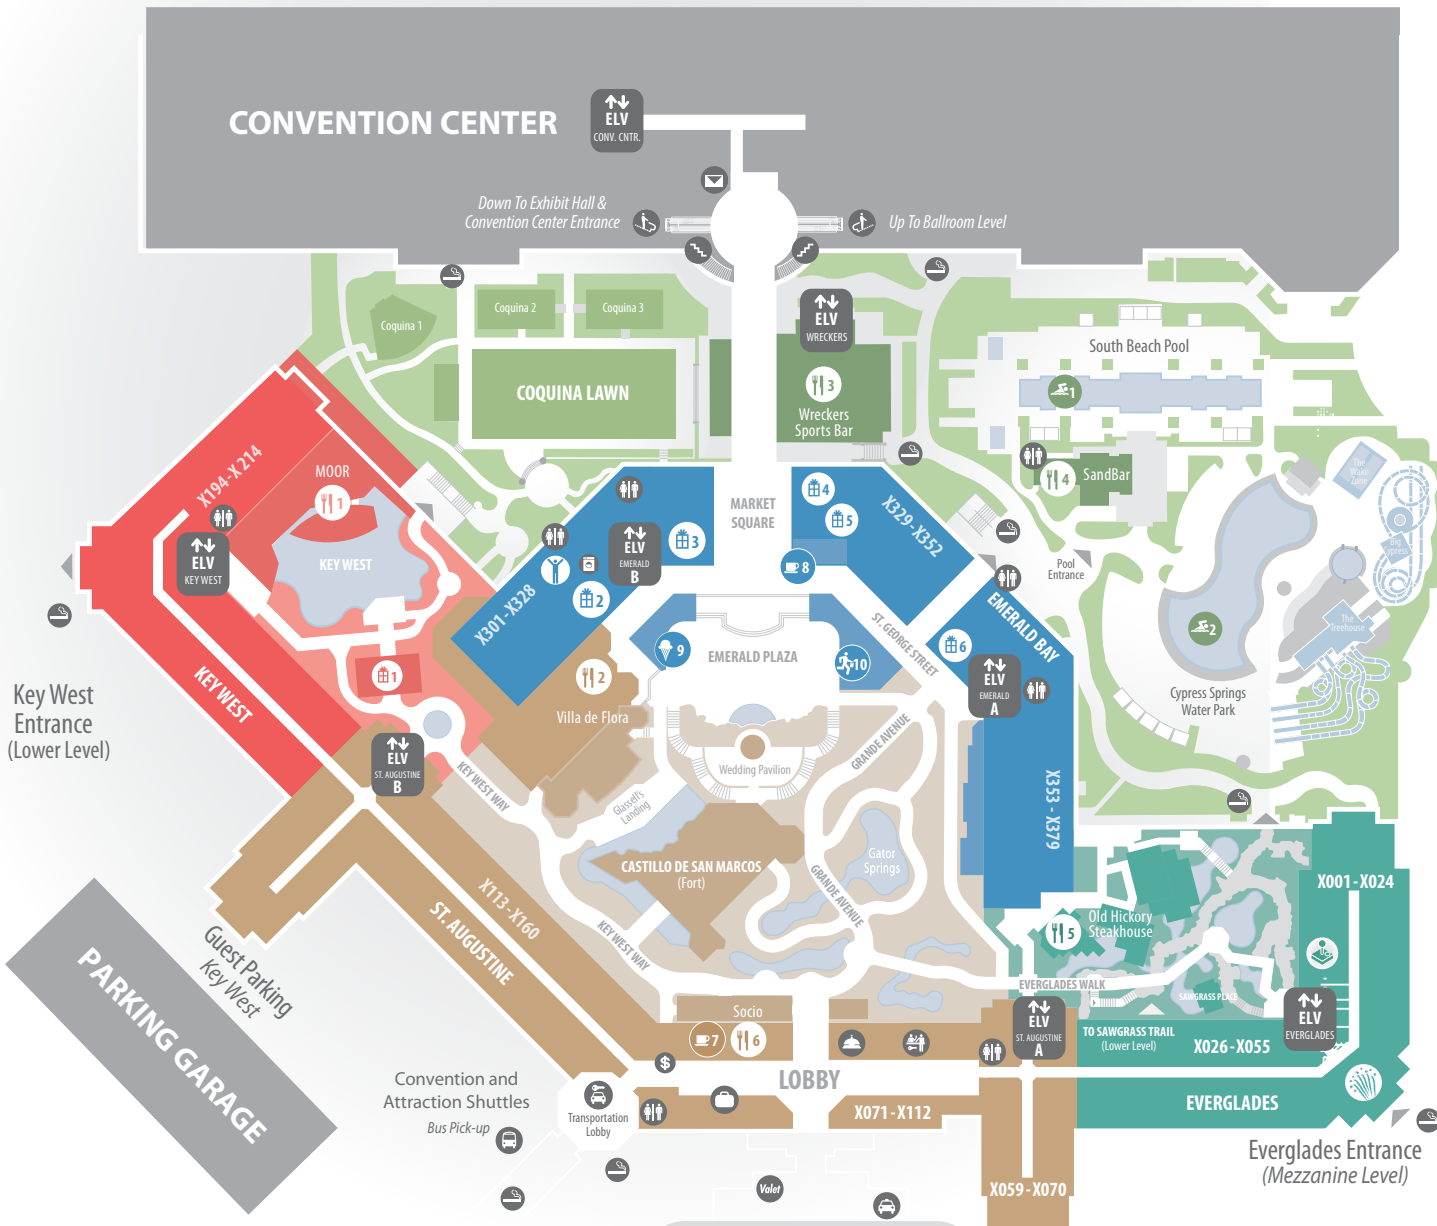 CONVENTION CENTER
ELV
CONV. CNTR.
Down To Exhibit Hall &
Convention Center Entrance
Up To Ballroom Level
Coquina 1
Coquina 2
Coquina 3
COQUINA LAWN
ELV
WRECKERS
3
Wreckers
Sports Bar
South Beach Pool
1
4
SandBar
The
Wake
Zone
Big
Cypress
The
Treehouse
2
Cypress Springs
Water Park
Pool
Entrance
X194 - X 214
MOOR
1
KEY WEST
ELV
KEY WEST
1
KEY WEST
Key West
Entrance
(Lower Level)
MARKET
SQUARE
4
5
X329 - X352
8
3
ELV
EMERALD
B
2
X301 - X328
9
EMERALD PLAZA
10
ST. GEORGE STREET
EMERALD BAY
6
ELV
EMERALD
A
X353 - X379
2
Villa de Flora
Wedding Pavilion
GRANDE AVENUE
ELV
ST. AUGUSTINE
B
KEY WEST WAY
Glassell's
Landing
CASTILLO DE SAN MARCOS
(Fort)
Gator
Springs
GRANDE AVENUE
KEY WEST WAY
X113 - X160
ST. AUGUSTINE
Guest Parking
Key West
PARKING GARAGE
X001 - X024
Old Hickory
Steakhouse
5
EVERGLADES WALK
SAWGRASS PLACE
ELV
EVERGLADES
ELV
ST. AUGUSTINE
A
TO SAWGRASS TRAIL
(Lower Level)
X026 - X055
EVERGLADES
Everglades Entrance
(Mezzanine Level)
Socio
7
6
$
LOBBY
X071 - X112
X059 - X070
Convention and
Attraction Shuttles
Bus Pick-up
Transportation
Lobby
Valet